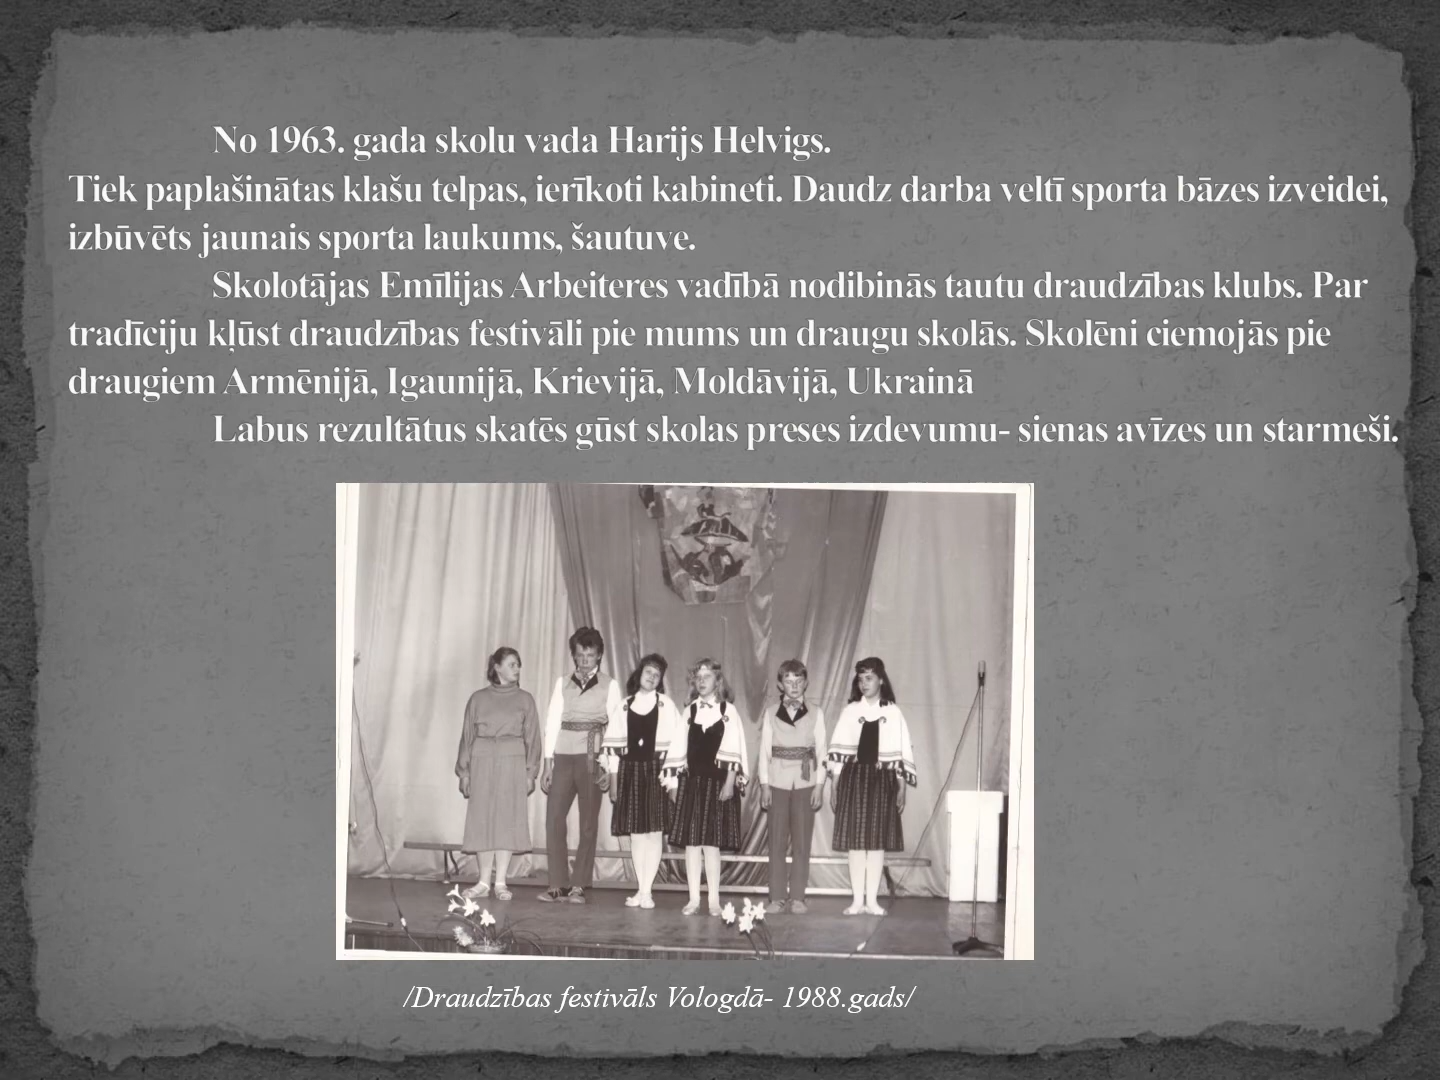 No 1963. gada skolu vada Harijs Helvigs.
Tiek paplašinātas klašu telpas, ierīkoti kabineti. Daudz darba veltī sporta bāzes izveidei,
izbūvēts jaunais sporta laukums, šautuve.
Skolotājas Emīlijas Arbeiteres vadībā nodibinās tautu draudzības klubs. Par
tradīciju kļūst draudzības festivāli pie mums un draugu skolās. Skolēni ciemojās pie
draugiem Armēnijā, Igaunijā, Krievijā, Moldāvijā, Ukrainā
Labus rezultātus skatēs gūst skolas preses izdevumu- sienas avīzes un starmeši.
/Draudzības festivāls Vologdā- 1988.gads/